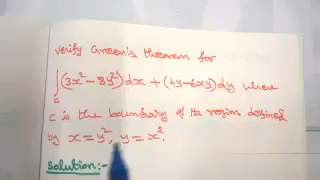 verify Green's theorem for
∫c (3x² - 8y²) dx + (4y - 6xy) dy where
C is the boundary of the region defined
by x = y², y = x².
Solution:-